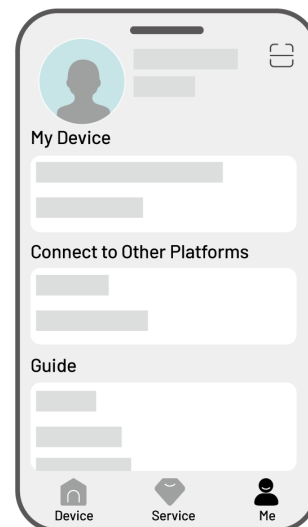 My Device
Connect to Other Platforms
Guide
Device
Service
Me